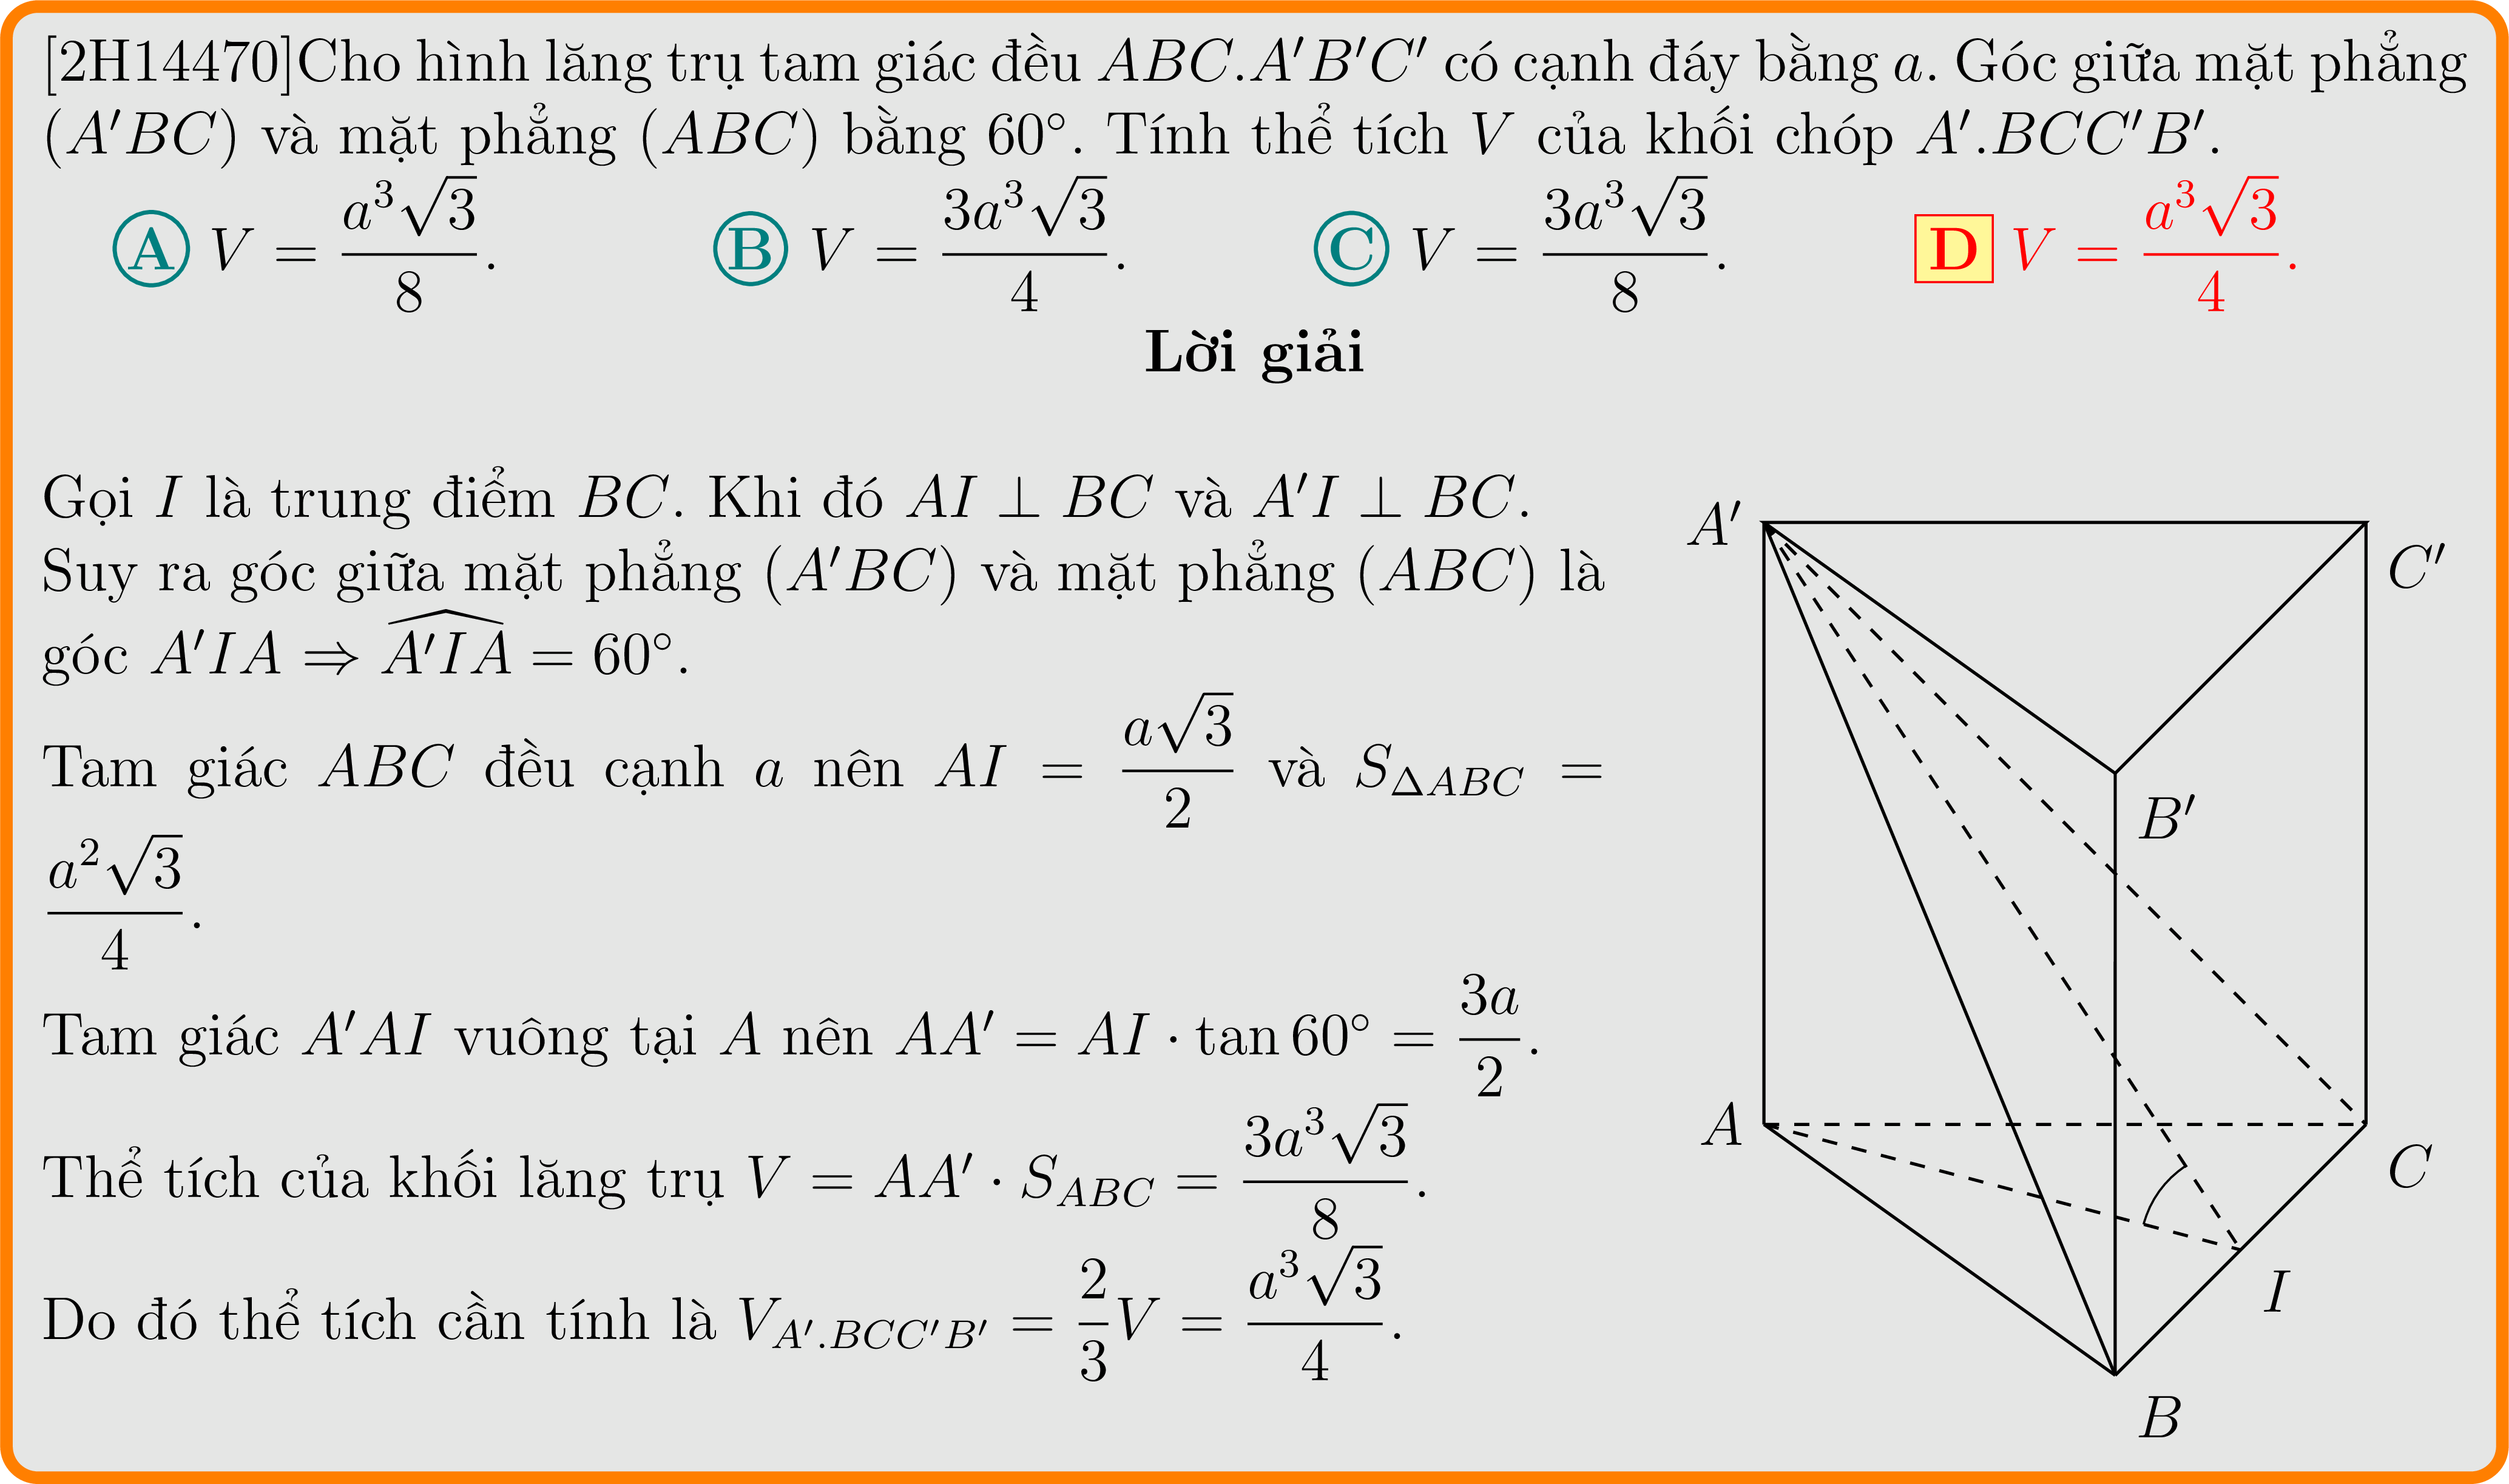 [2H14470]Cho hình lăng trụ tam giác đều ABC.A′B′C′ có cạnh đáy bằng a. Góc giữa mặt phẳng
(A′BC) và mặt phẳng (ABC) bằng 60°. Tính thể tích V của khối chóp A′.BCC′B′.
A V = \frac{a^3\sqrt{3}}{8}. B V = \frac{3a^3\sqrt{3}}{4}. C V = \frac{3a^3\sqrt{3}}{8}. D V = \frac{a^3\sqrt{3}}{4}.
Lời giải
Gọi I là trung điểm BC. Khi đó AI ⊥ BC và A′I ⊥ BC.
Suy ra góc giữa mặt phẳng (A′BC) và mặt phẳng (ABC) là
góc A′IA ⇒ \widehat{A′IA} = 60°.
Tam giác ABC đều cạnh a nên AI = \frac{a\sqrt{3}}{2} và S_{ΔABC} =
\frac{a^2\sqrt{3}}{4}.
Tam giác A′AI vuông tại A nên AA′ = AI · tan 60° = \frac{3a}{2}.
Thể tích của khối lăng trụ V = AA′ · S_{ABC} = \frac{3a^3\sqrt{3}}{8}.
Do đó thể tích cần tính là V_{A′.BCC′B′} = \frac{2}{3}V = \frac{a^3\sqrt{3}}{4}.
A′
C′
B′
A
C
I
B